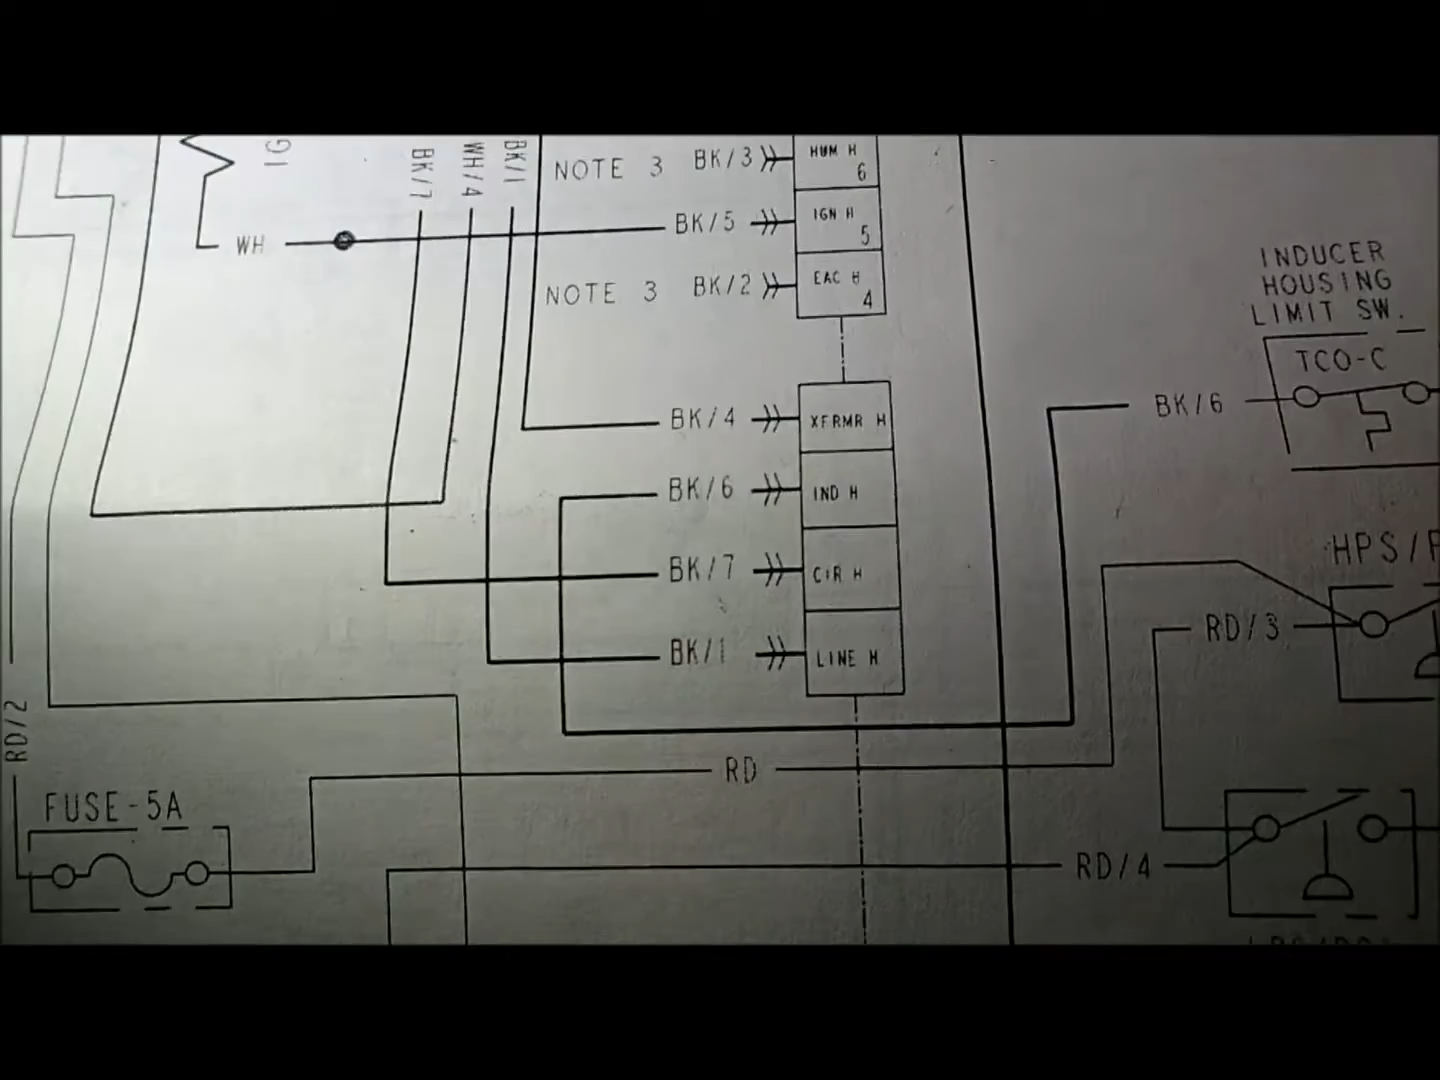 IG
BK/7
WH/4
BK/1
NOTE 3
BK/3
HUM H
6
WH
BK/5
IGN H
5
NOTE 3
BK/2
EAC H
4
INDUCER
HOUSING
LIMIT SW.
TCO-C
BK/6
BK/4
XFRMR H
BK/6
IND H
BK/7
CIR H
BK/1
LINE H
HPS/
RD/3
RD/2
RD
FUSE-5A
RD/4